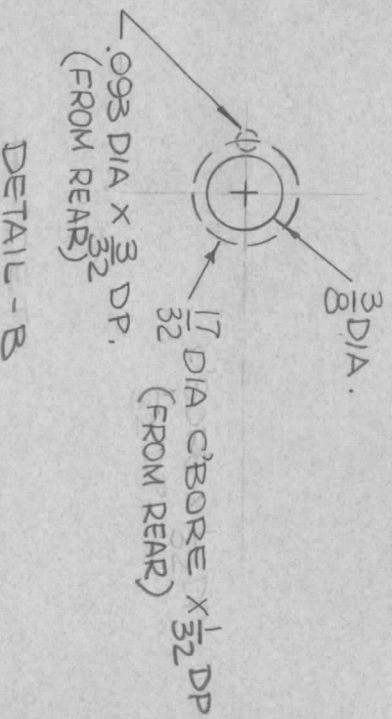 3/8 DIA.
17/32 DIA C'BORE X 1/32 DP
(FROM REAR)
.093 DIA X 3/32 DP.
(FROM REAR)
DETAIL-B